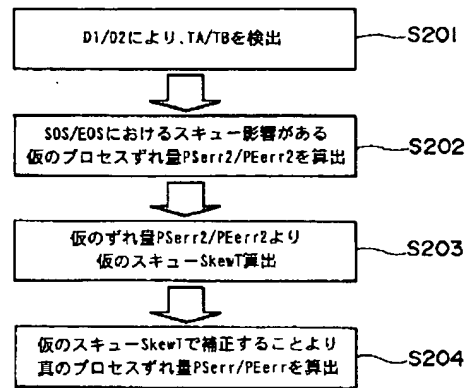 D1/D2により、TA/TBを検出
S201
SOS/EOSにおけるスキュー影響がある
仮のプロセスずれ量PSerr2/PEerr2を算出
S202
仮のずれ量PSerr2/PEerr2より
仮のスキューSkewT算出
S203
仮のスキューSkewTで補正することより
真のプロセスずれ量PSerr/PEerrを算出
S204